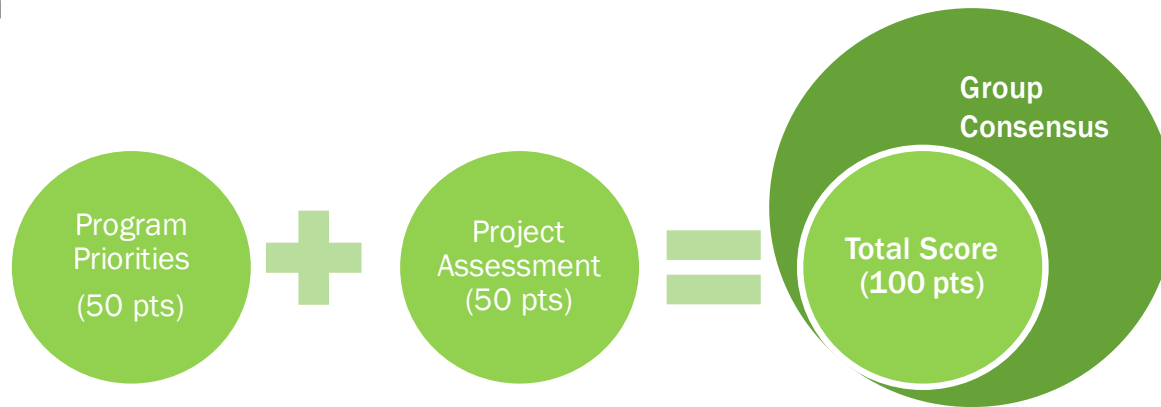 Program
Priorities
(50 pts)
Project
Assessment
(50 pts)
Group
Consensus
Total Score
(100 pts)